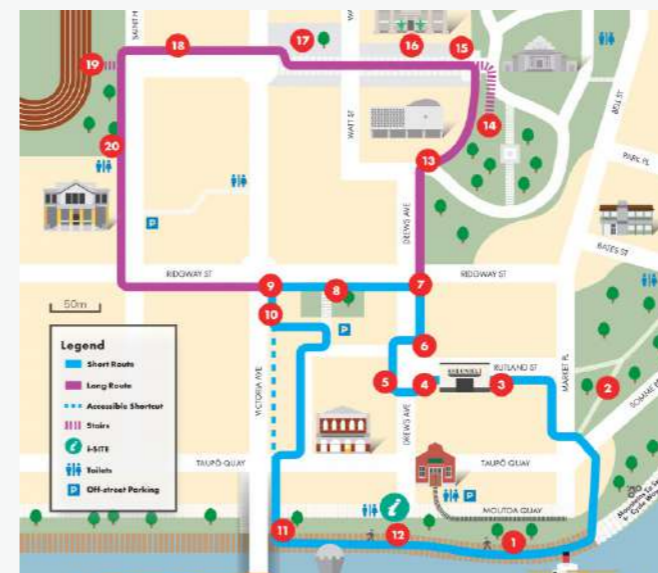 SAINT H
18
17
16
15
19
WATT ST
14
BELL ST
20
13
PARK PL
P
DREWS AVE
BATES ST
RIDGWAY ST
RIDGWAY ST
9
8
7
50m
10
P
6
Legend
Short Route
Long Route
Accessible Shortcut
Stairs
i-SITE
Toilets
P Off-street Parking
VICTORIA AVE
RUTLAND ST
MARKET PL
5
4
3
2
DREWS AVE
TAUPŌ QUAY
TAUPŌ QUAY
P
MOUTOA QUAY
i
11
12
1